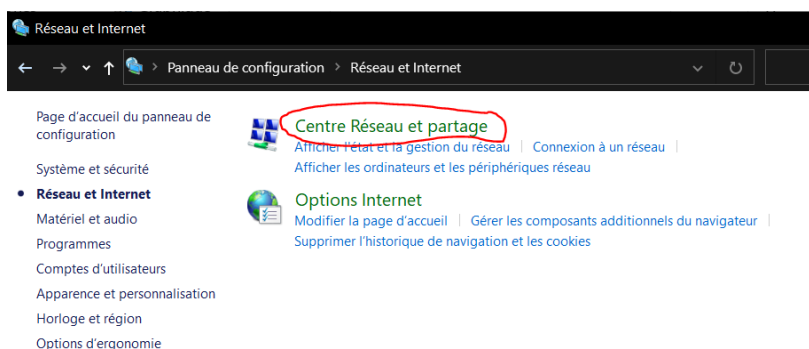 Réseau et Internet
Panneau de configuration > Réseau et Internet
Page d'accueil du panneau de
configuration
Système et sécurité
Réseau et Internet
Matériel et audio
Programmes
Comptes d'utilisateurs
Apparence et personnalisation
Horloge et région
Options d'ergonomie
Centre Réseau et partage
Afficher l'état et la gestion du réseau | Connexion à un réseau |
Afficher les ordinateurs et les périphériques réseau
Options Internet
Modifier la page d'accueil | Gérer les composants additionnels du navigateur |
Supprimer l'historique de navigation et les cookies